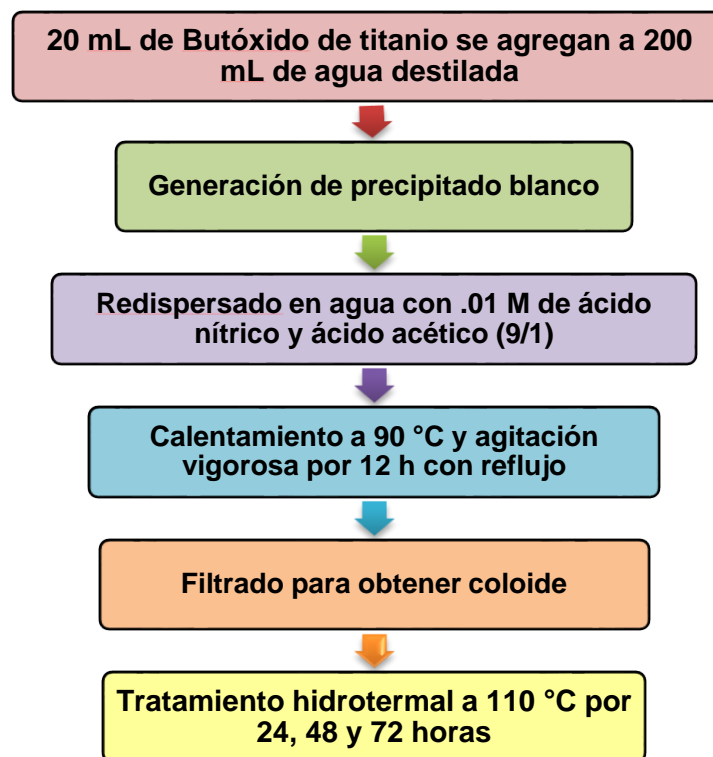 20 mL de Butóxido de titanio se agregan a 200
mL de agua destilada
Generación de precipitado blanco
Redispersado en agua con .01 M de ácido
nítrico y ácido acético (9/1)
Calentamiento a 90 °C y agitación
vigorosa por 12 h con reflujo
Filtrado para obtener coloide
Tratamiento hidrotermal a 110 °C por
24, 48 y 72 horas